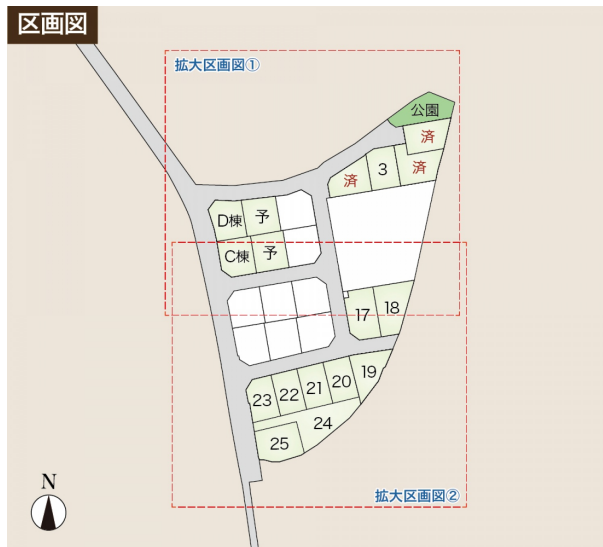 区画図
拡大区画図①
公園
済
済 3 済
D棟 予
C棟 予
17 18
23 22 21 20 19
24
25
N
拡大区画図②